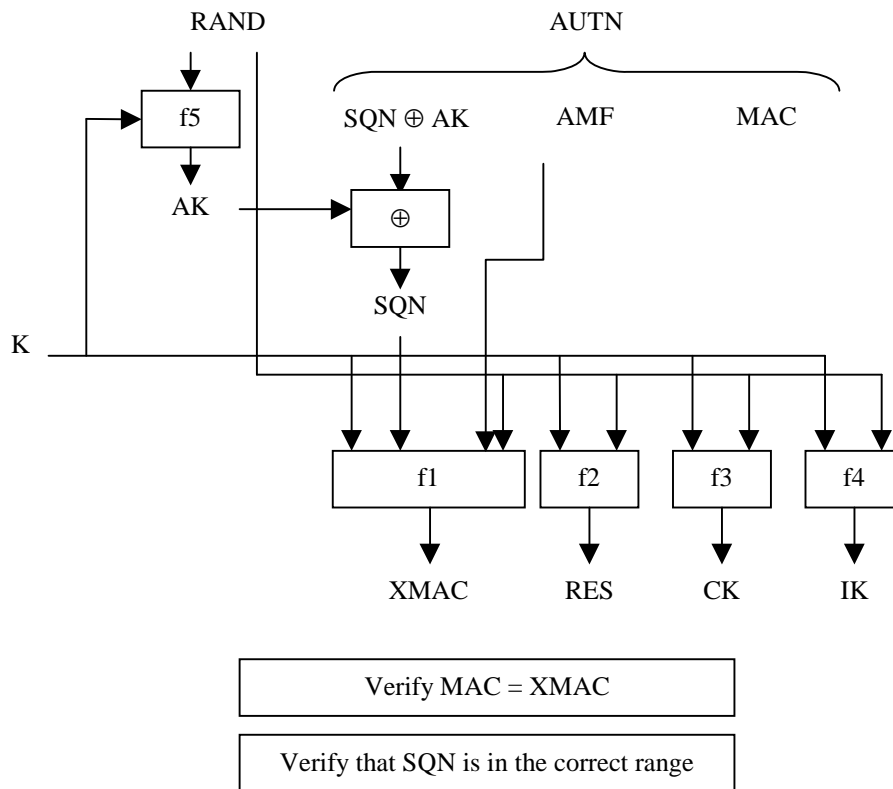 RAND AUTN
f5
SQN ⊕ AK AMF MAC
AK
⊕
SQN
K
f1 f2 f3 f4
XMAC RES CK IK
Verify MAC = XMAC
Verify that SQN is in the correct range